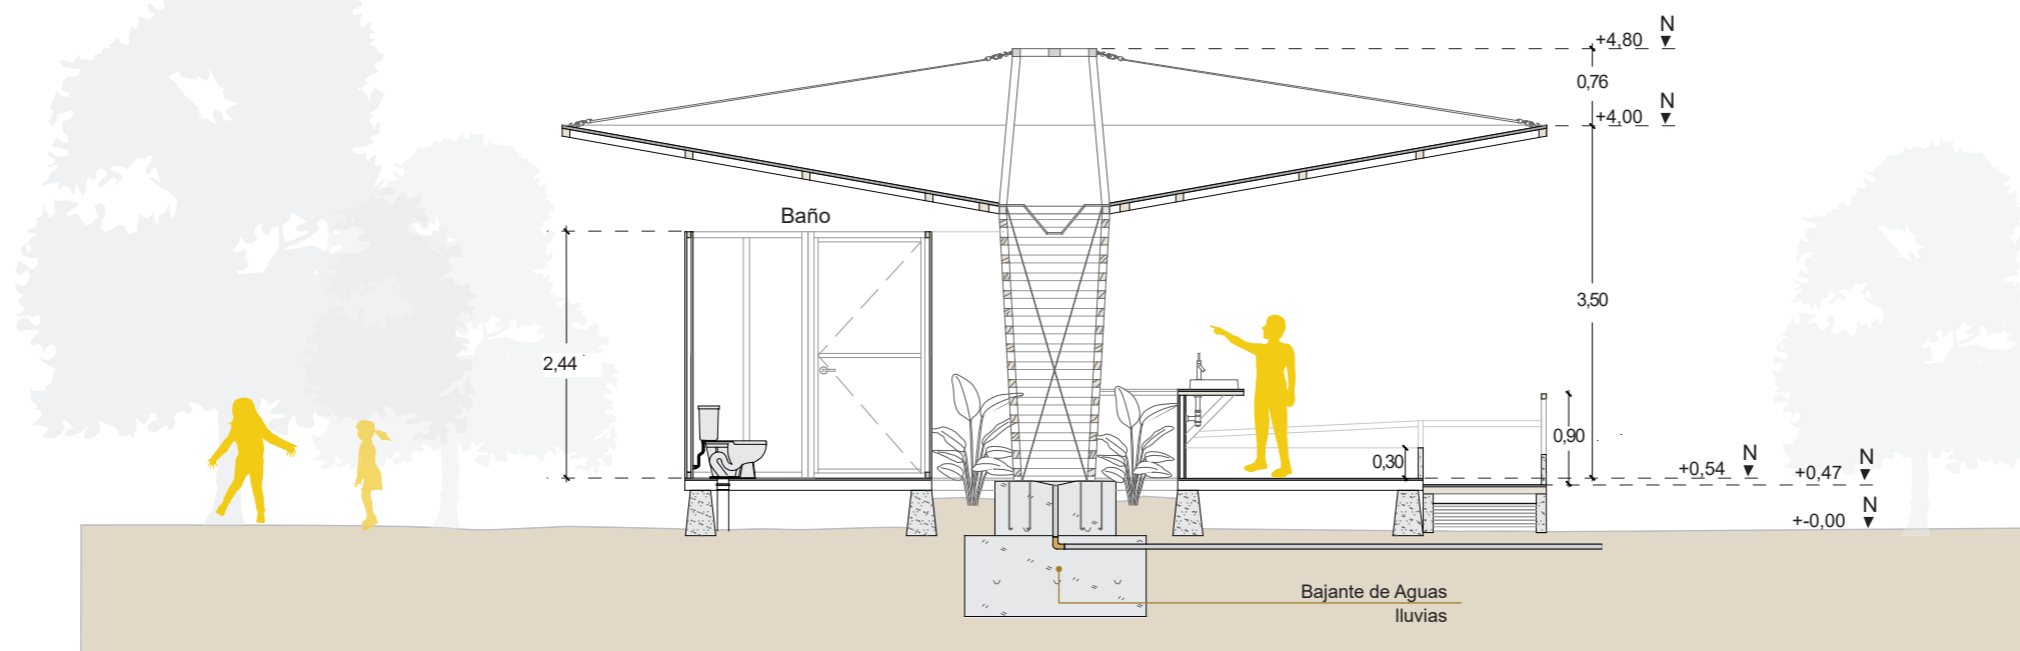 N
+4,80
0,76
N
+4,00
Baño
3,50
2,44
0,90
0,30
N
+0,54
N
+0,47
N
+-0,00
Bajante de Aguas
lluvias